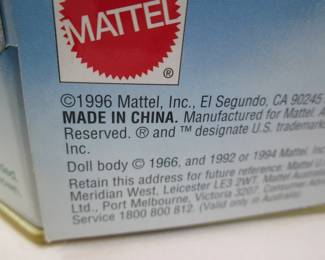 MATTEL
®
©1996 Mattel, Inc., El Segundo, CA 90245
MADE IN CHINA. Manufactured for Mattel.
Reserved. ® and ™ designate U.S.
Inc.
Doll body © 1966, and 1992 or 1994 Mattel, Inc.
Retain this address for future reference: Mattel
Meridian West, Leicester LE3 2WT. Mattel
Ltd., Port Melbourne, Victoria 3207. Consumer
Service 1800 800 812. (Valid only in Australia)